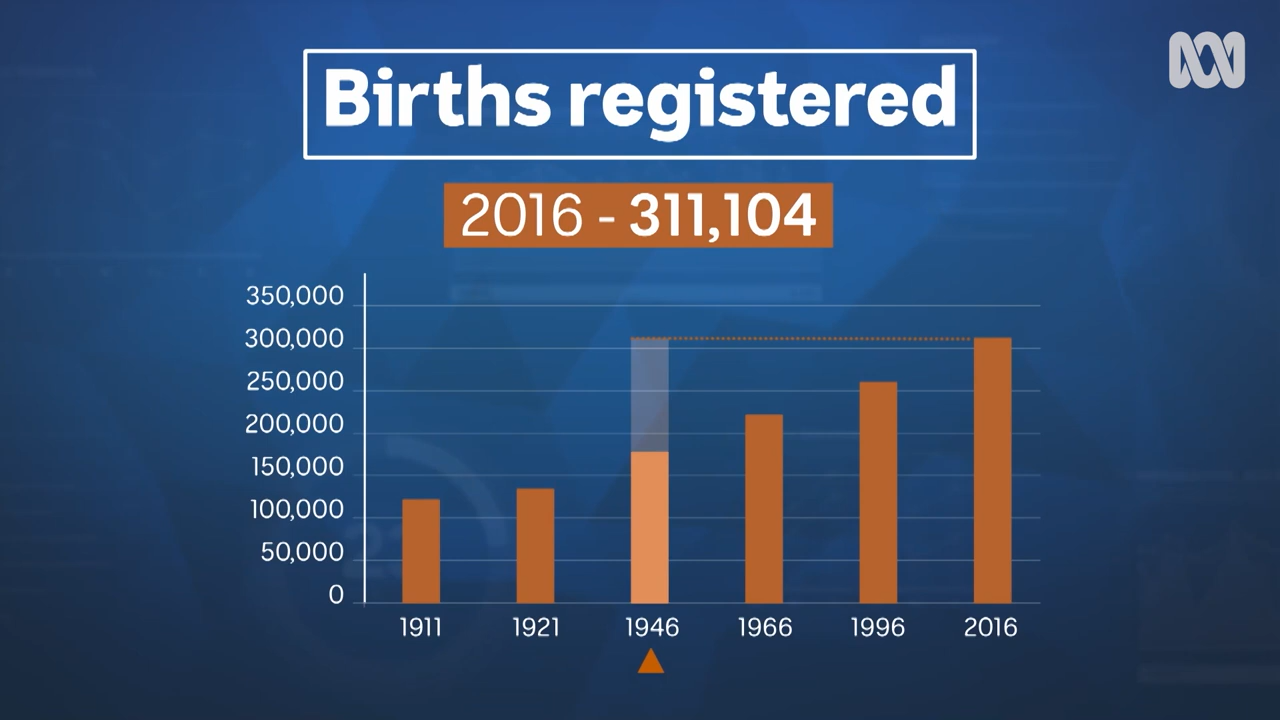 Births registered
2016 - 311,104
350,000
300,000
250,000
200,000
150,000
100,000
50,000
0
1911 1921 1946 1966 1996 2016